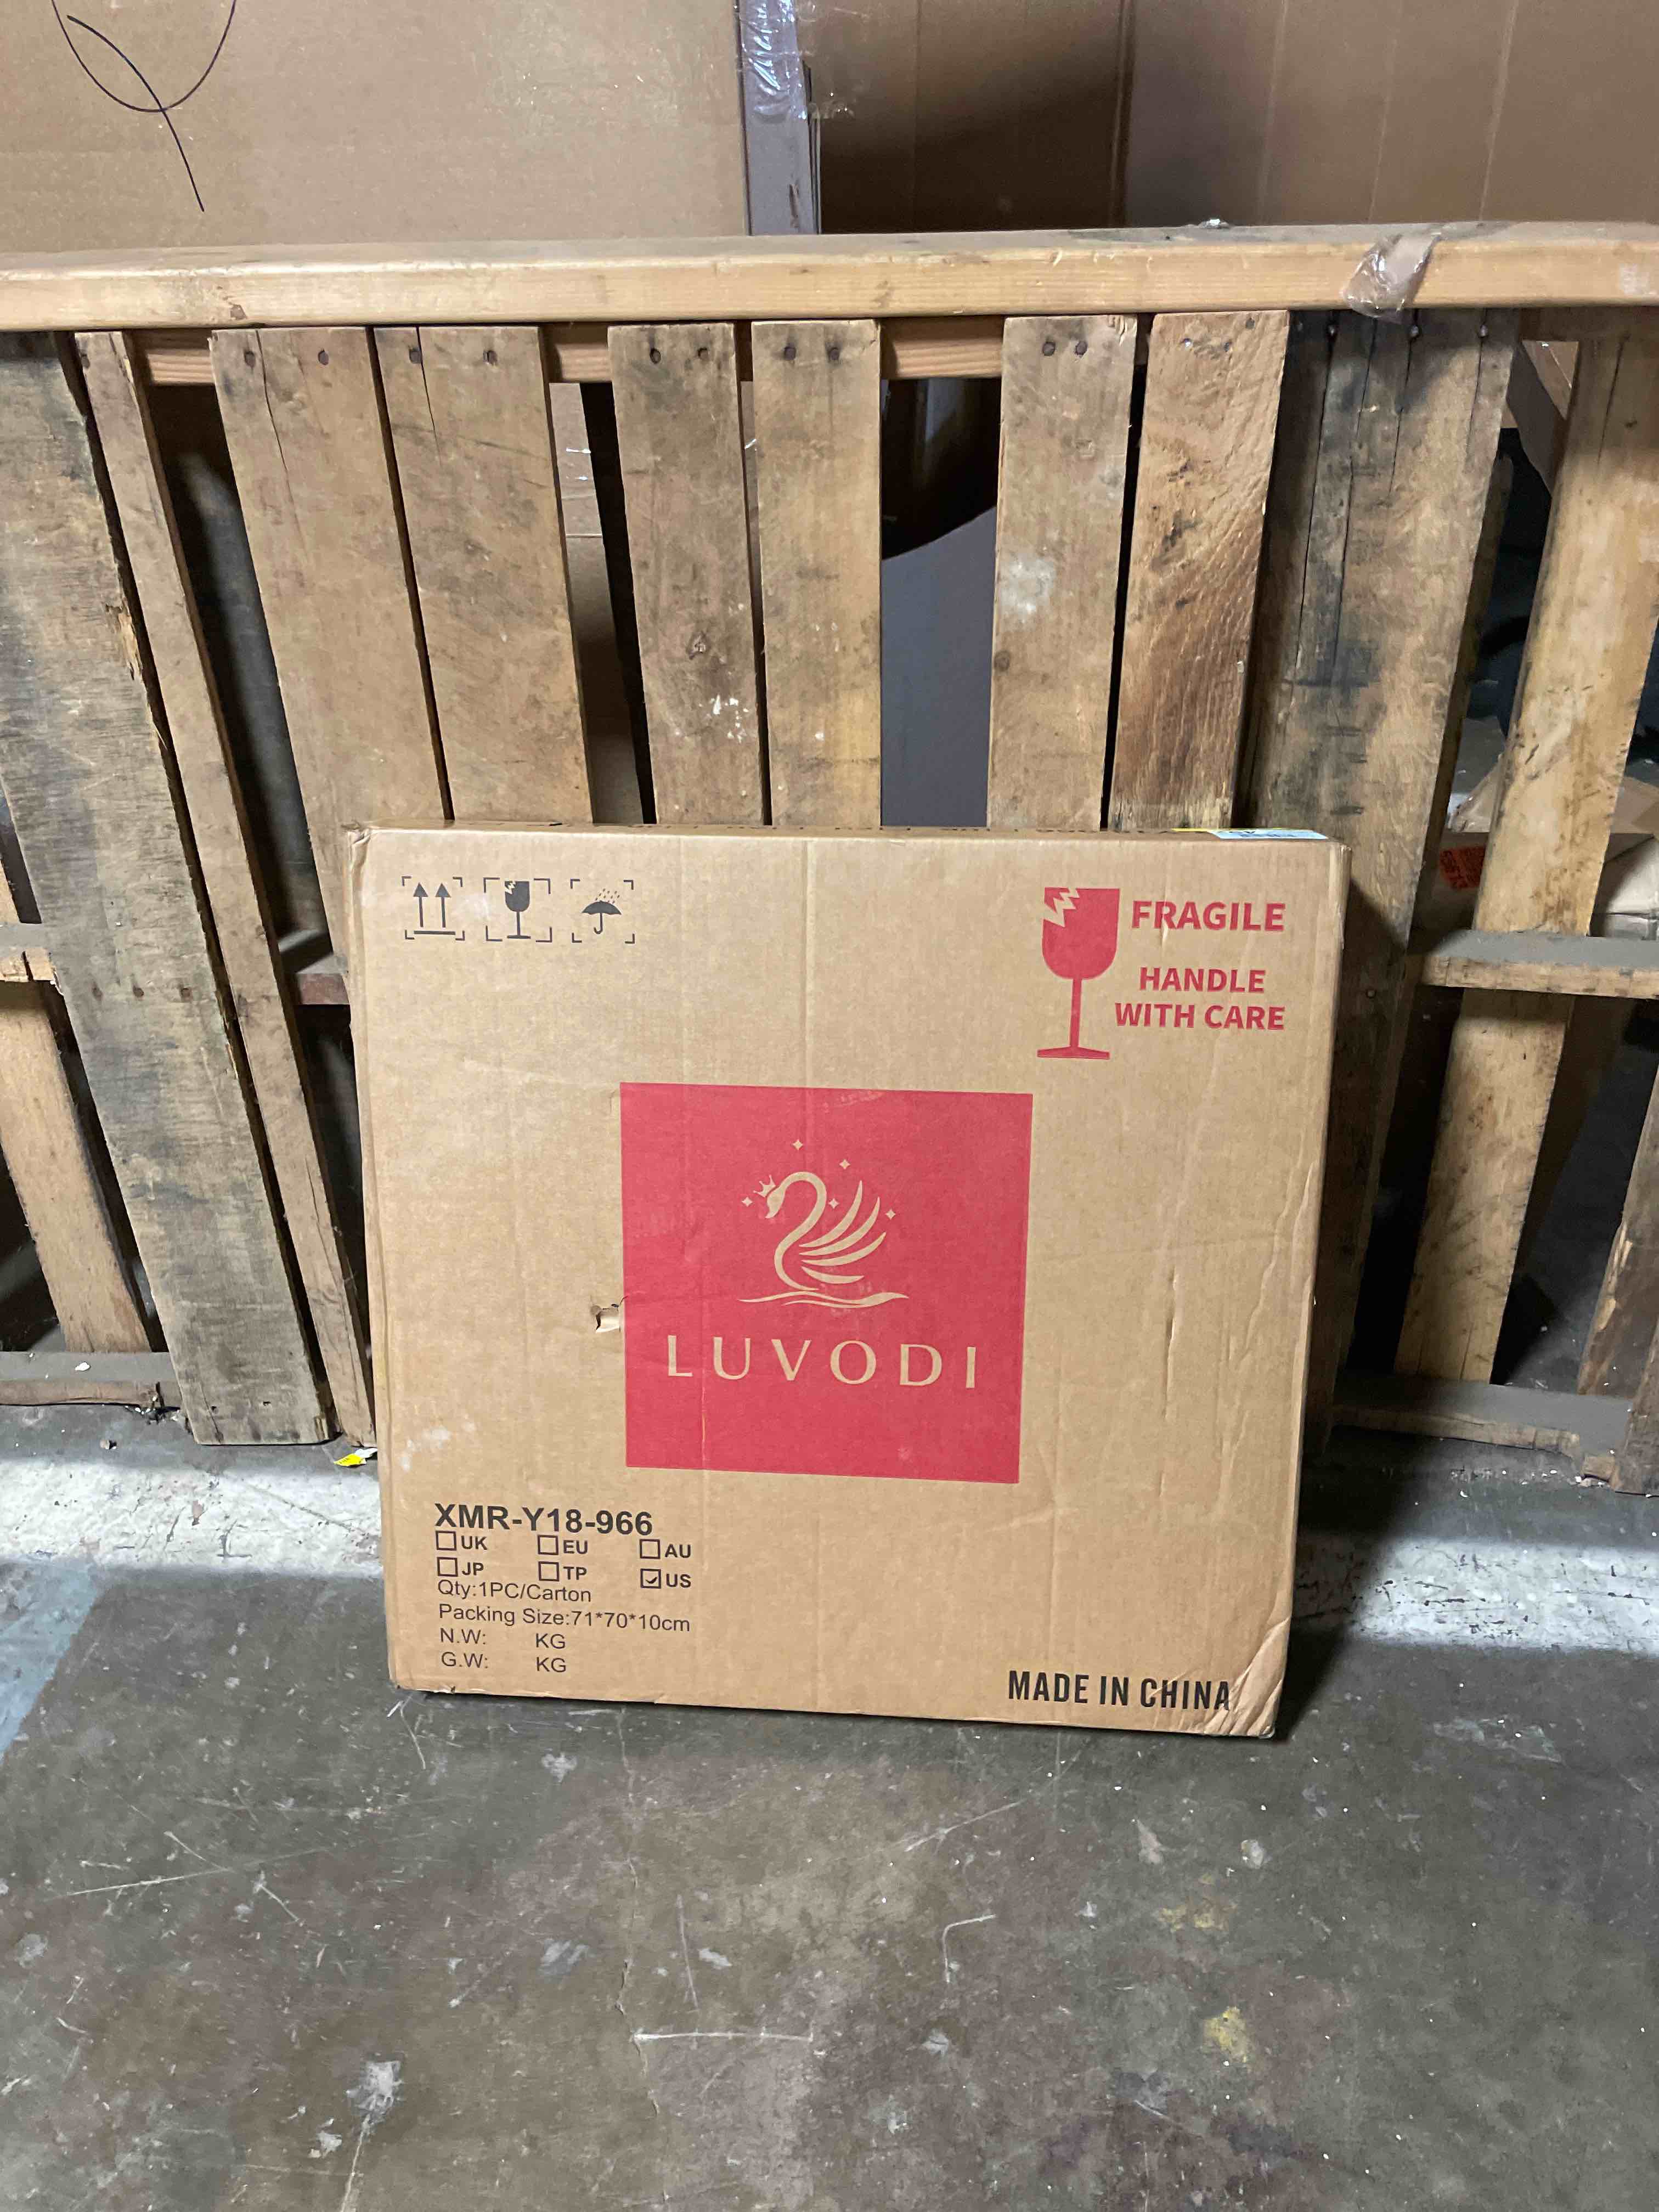 FRAGILE
HANDLE
WITH CARE
LUVODI
XMR-Y18-966
☐UK ☐EU ☐AU
☐JP ☐TP ☑US
Qty:1PC/Carton
Packing Size:71*70*10cm
N.W: KG
G.W: KG
MADE IN CHINA